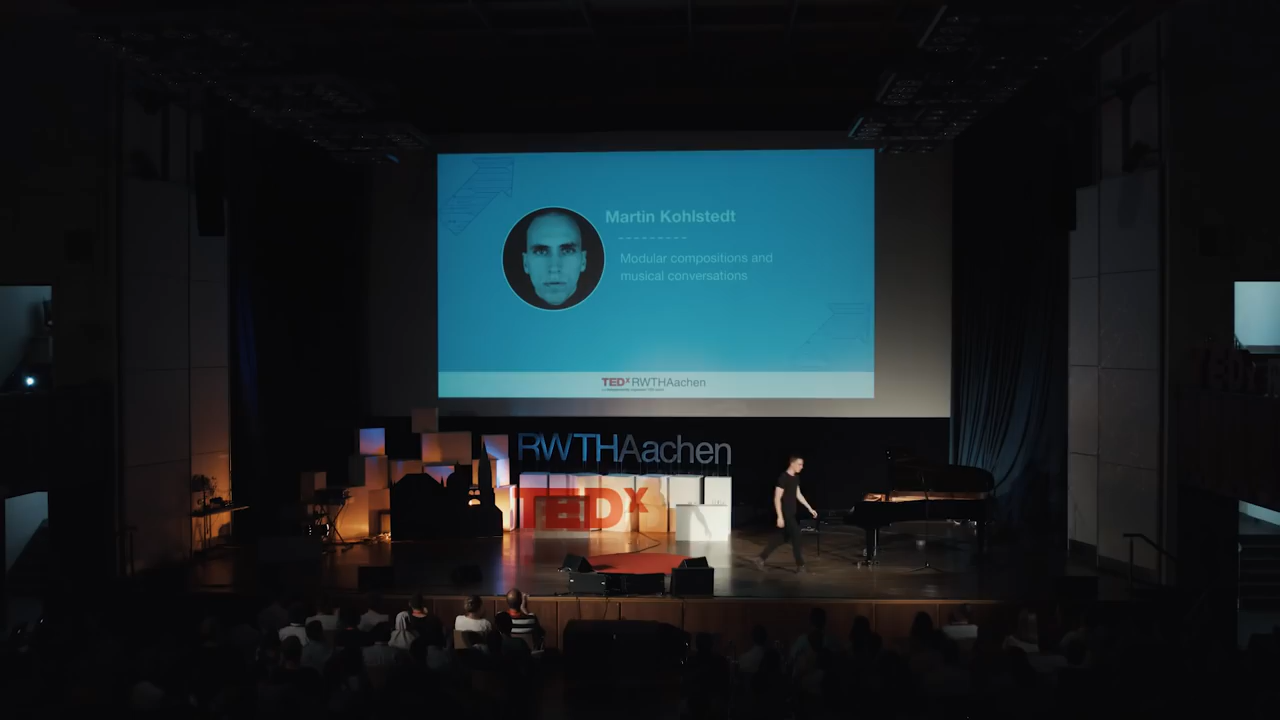 Martin Kohlstedt
Modular compositions and
musical conversations
TEDxRWTHAachen
RWTHAachen
TEDx